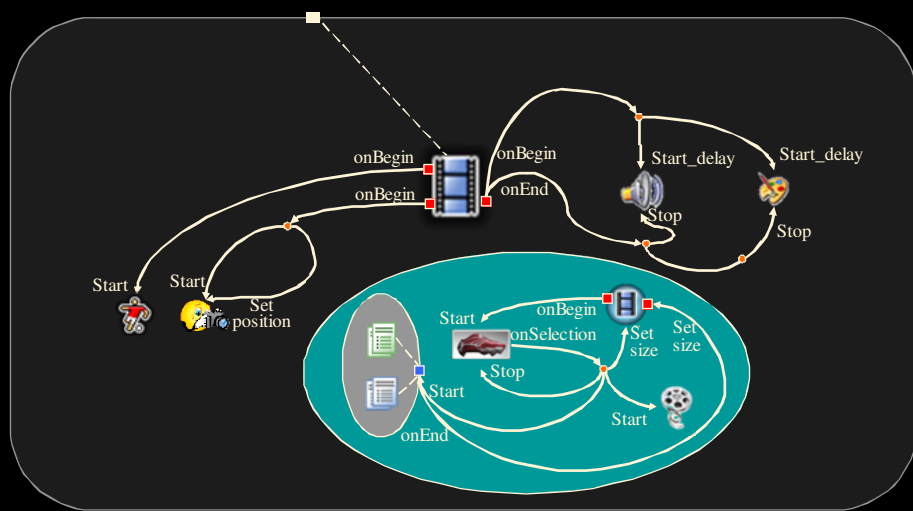 onBegin
onBegin
onBegin
onEnd
Start_delay
Start_delay
Stop
Stop
Start
Start
Set
position
onBegin
Start
onSelection
Set
size
Set
size
Stop
Start
Start
onEnd